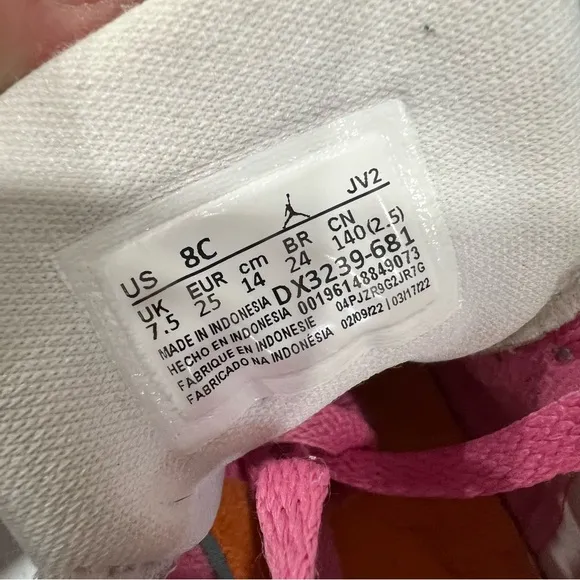 US 8C JV2
UK EUR cm BR CN
7.5 25 14 24 140(2.5)
MADE IN INDONESIA DX3239-681
HECHO EN INDONESIA 00196148849073
FABRIQUE EN INDONESIE 04PJZR9G2JR7G
FABRICADO NA INDONESIA 02/09/22 | 03/17/22